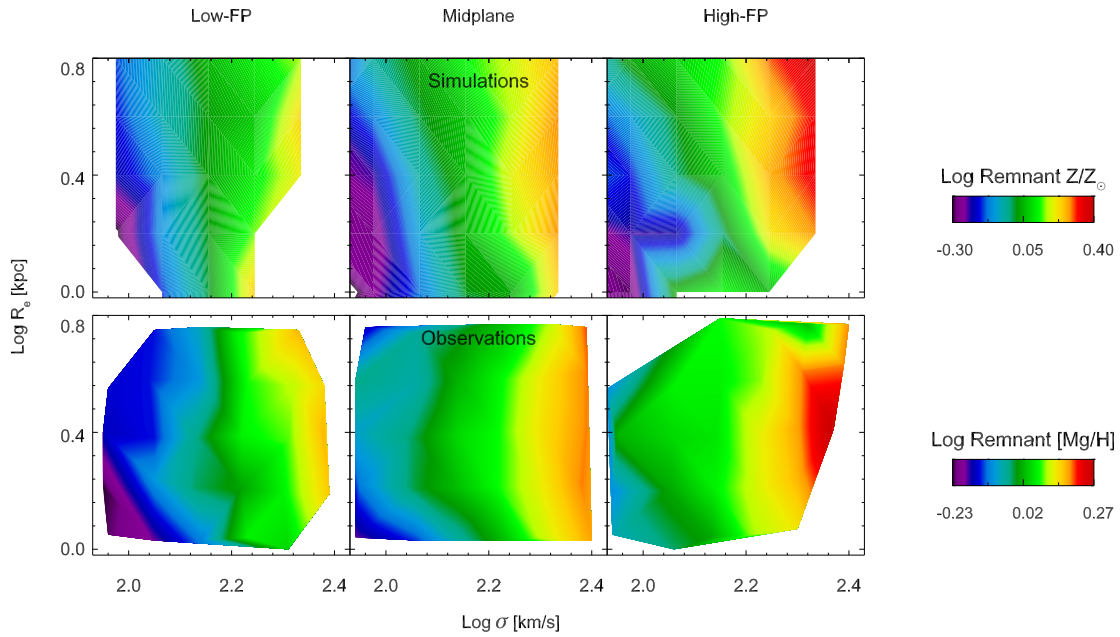 Low-FP Midplane High-FP
Simulations
0.8
0.4
0.0
Log Remnant Z/Z☉
-0.30 0.05 0.40
Log Rₑ [kpc]
Observations
0.8
0.4
0.0
Log Remnant [Mg/H]
-0.23 0.02 0.27
2.0 2.2 2.4 2.0 2.2 2.4 2.0 2.2 2.4
Log σ [km/s]